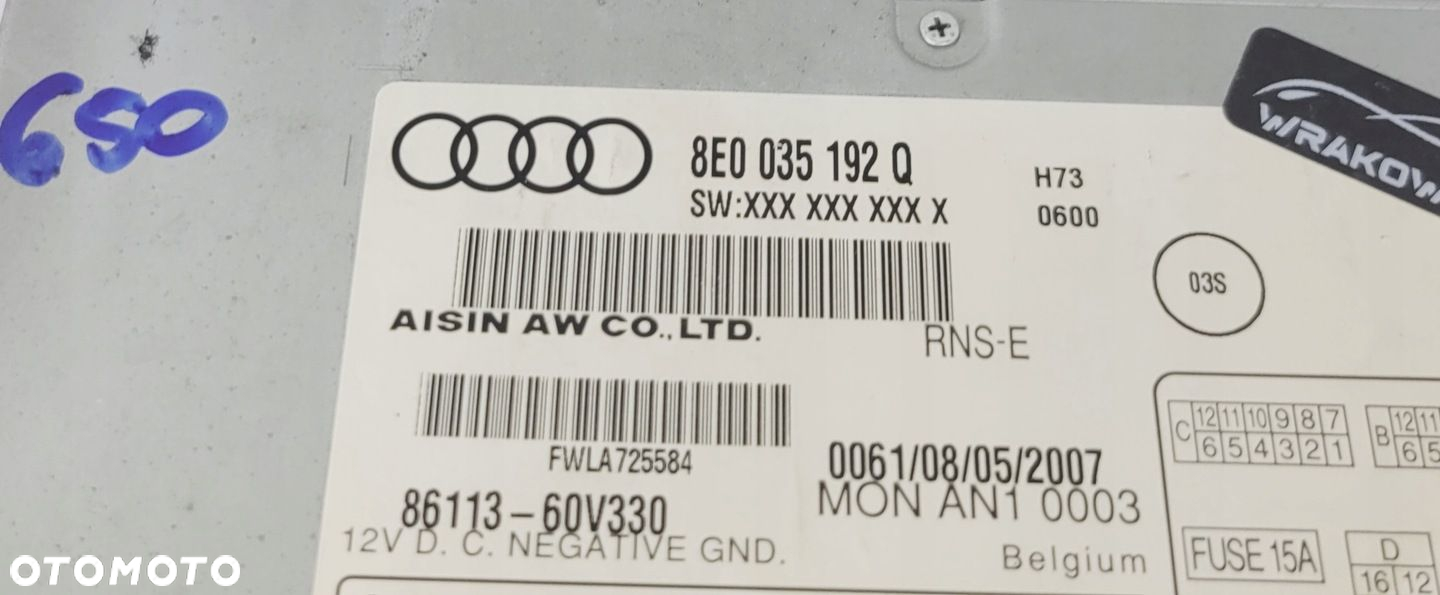 650
8E0 035 192 Q
SW:XXX XXX XXX X
H73
0600
WRAKOW
03S
AISIN AW CO.,LTD.
RNS-E
FWLA725584
0061/08/05/2007
86113-60V330
MON AN1 0003
12V D. C. NEGATIVE GND.
Belgium
C 12 11 10 9 8 7
6 5 4 3 2 1
B 12 11
6 5
FUSE 15A
D
16 12
OTOMOTO